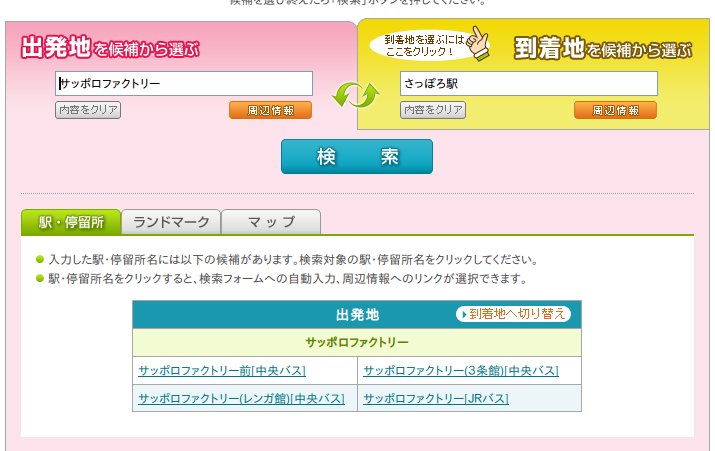 候補を選び終えたら「検索」ボタンを押してください。
出発地を候補から選ぶ
到着地を選ぶには
ここをクリック！
到着地を候補から選ぶ
サッポロファクトリー
さっぽろ駅
内容をクリア
周辺情報
内容をクリア
周辺情報
検 索
駅・停留所
ランドマーク
マップ
入力した駅・停留所名には以下の候補があります。検索対象の駅・停留所名をクリックしてください。
駅・停留所名をクリックすると、検索フォームへの自動入力、周辺情報へのリンクが選択できます。
出発地
到着地へ切り替え
サッポロファクトリー
サッポロファクトリー前[中央バス]
サッポロファクトリー(3条館)[中央バス]
サッポロファクトリー(レンガ館)[中央バス]
サッポロファクトリー[JRバス]